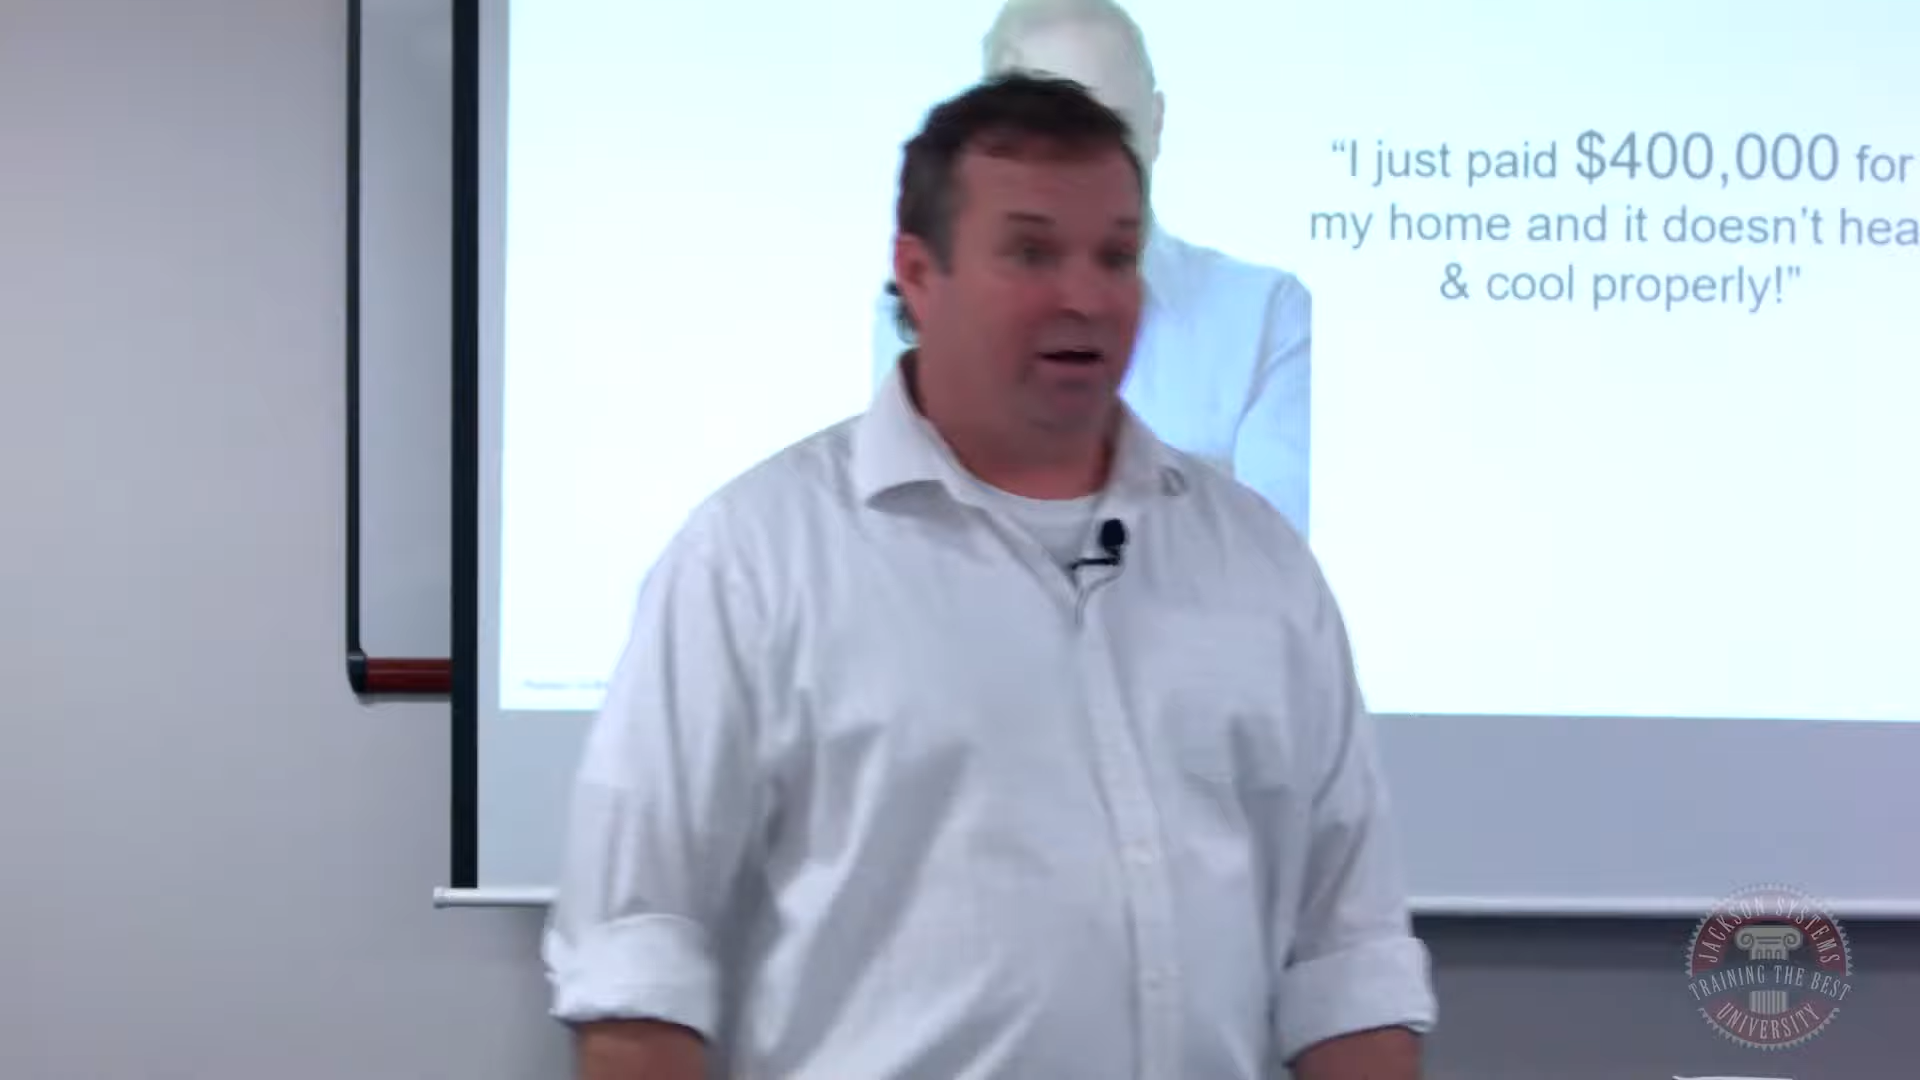 “I just paid $400,000 for
my home and it doesn’t hea
& cool properly!”
JACKSON SYSTEMS
TRAINING THE BEST
UNIVERSITY